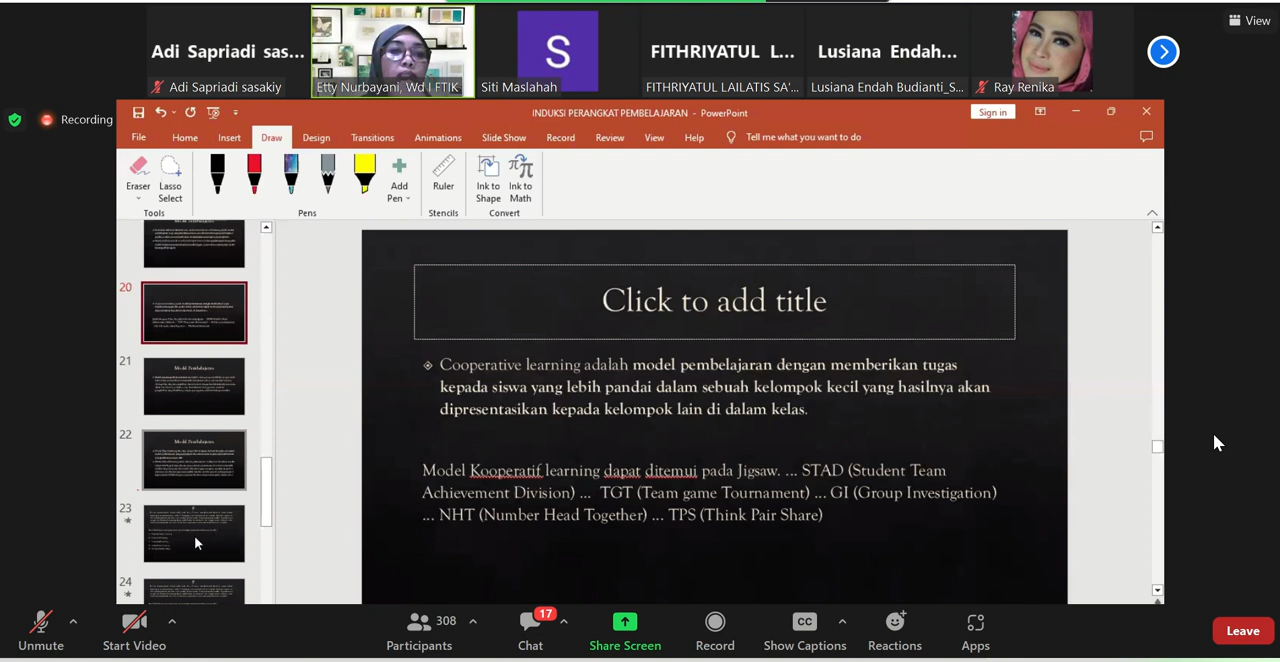 View
Adi Sapriadi sas...
FITHRIYATUL L...
Lusiana Endah...
S
Adi Sapriadi sasakiy
Etty Nurbayani, Wd I FTIK
Siti Maslahah
FITHRIYATUL LAILATIS SA'...
Lusiana Endah Budianti_S...
Ray Renika
Recording
INDUKSI PERANGKAT PEMBELAJARAN - PowerPoint
Sign in
File Home Insert Draw Design Transitions Animations Slide Show Record Review View Help Tell me what you want to do
Eraser
Lasso
Select
Add
Pen
Ruler
Ink to
Shape
Ink to
Math
Tools
Pens
Stencils
Convert
20
21
Model Pembelajaran
22
Model Pembelajaran
23
24
Click to add title
Cooperative learning adalah model pembelajaran dengan memberikan tugas
kepada siswa yang lebih pandai dalam sebuah kelompok kecil yang hasilnya akan
dipresentasikan kepada kelompok lain di dalam kelas.
Model Kooperatif learning dapat ditemui pada Jigsaw. ... STAD (Student Team
Achievement Division) ... TGT (Team game Tournament) ... GI (Group Investigation)
... NHT (Number Head Together) ... TPS (Think Pair Share)
Unmute
Start Video
308
Participants
17
Chat
Share Screen
Record
CC
Show Captions
Reactions
Apps
Leave